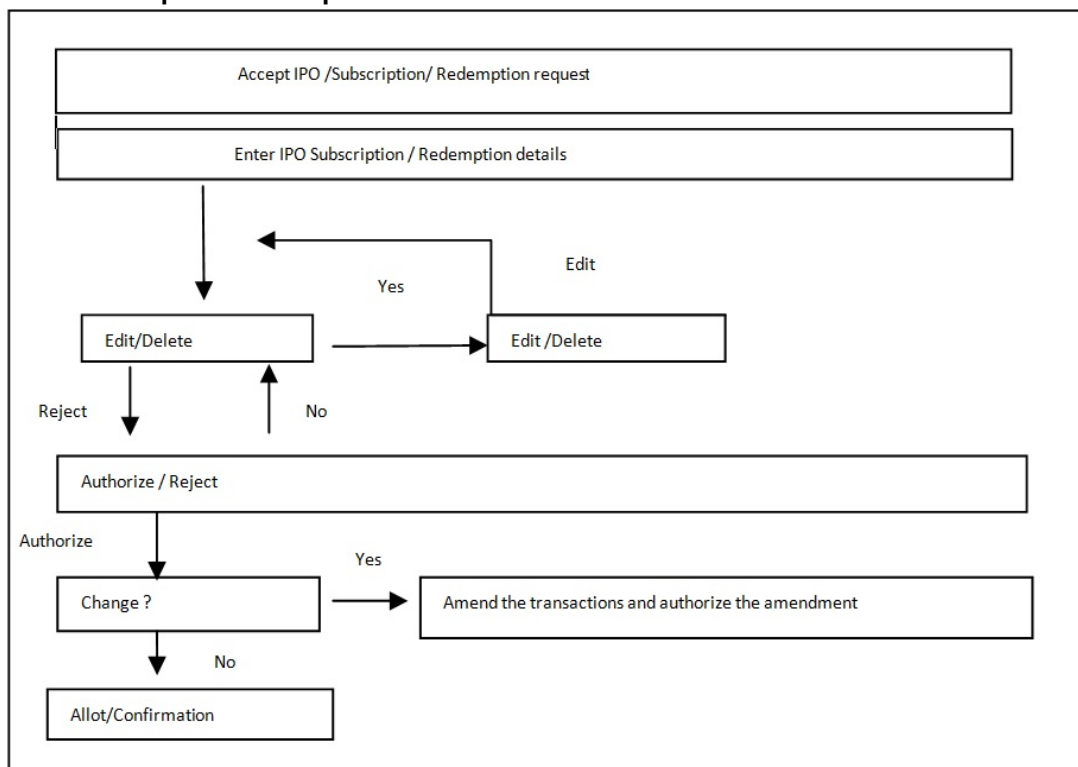 Accept IPO /Subscription/ Redemption request
Enter IPO Subscription / Redemption details
Edit
Yes
Edit/Delete
Edit /Delete
Reject
No
Authorize / Reject
Authorize
Yes
Change ?
Amend the transactions and authorize the amendment
No
Allot/Confirmation